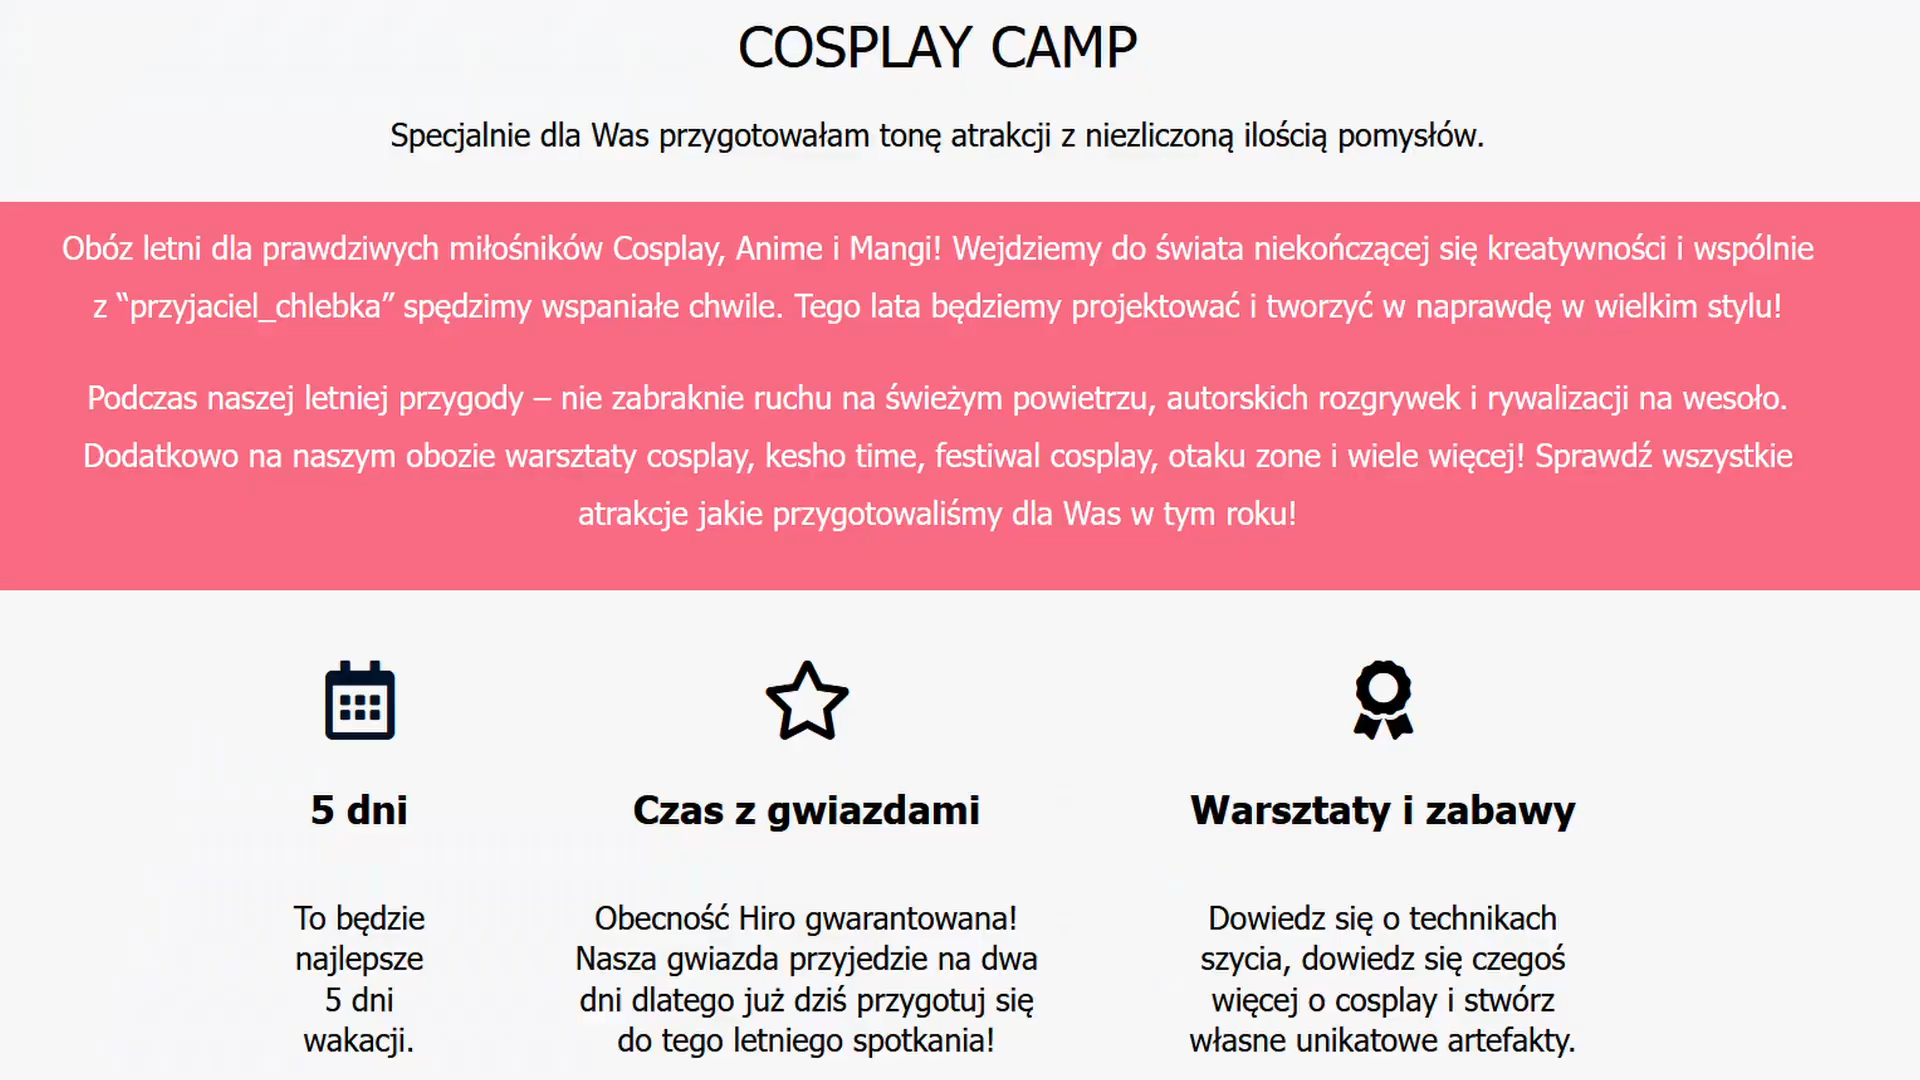 COSPLAY CAMP
Specjalnie dla Was przygotowałam tonę atrakcji z niezliczoną ilością pomysłów.
Obóz letni dla prawdziwych miłośników Cosplay, Anime i Mangi! Wejdziemy do świata niekończącej się kreatywności i wspólnie
z “przyjaciel_chlebka” spędzimy wspaniałe chwile. Tego lata będziemy projektować i tworzyć w naprawdę w wielkim stylu!
Podczas naszej letniej przygody – nie zabraknie ruchu na świeżym powietrzu, autorskich rozgrywek i rywalizacji na wesoło.
Dodatkowo na naszym obozie warsztaty cosplay, kesho time, festiwal cosplay, otaku zone i wiele więcej! Sprawdź wszystkie
atrakcje jakie przygotowaliśmy dla Was w tym roku!
5 dni
To będzie
najlepsze
5 dni
wakacji.
Czas z gwiazdami
Obecność Hiro gwarantowana!
Nasza gwiazda przyjedzie na dwa
dni dlatego już dziś przygotuj się
do tego letniego spotkania!
Warsztaty i zabawy
Dowiedz się o technikach
szycia, dowiedz się czegoś
więcej o cosplay i stwórz
własne unikatowe artefakty.